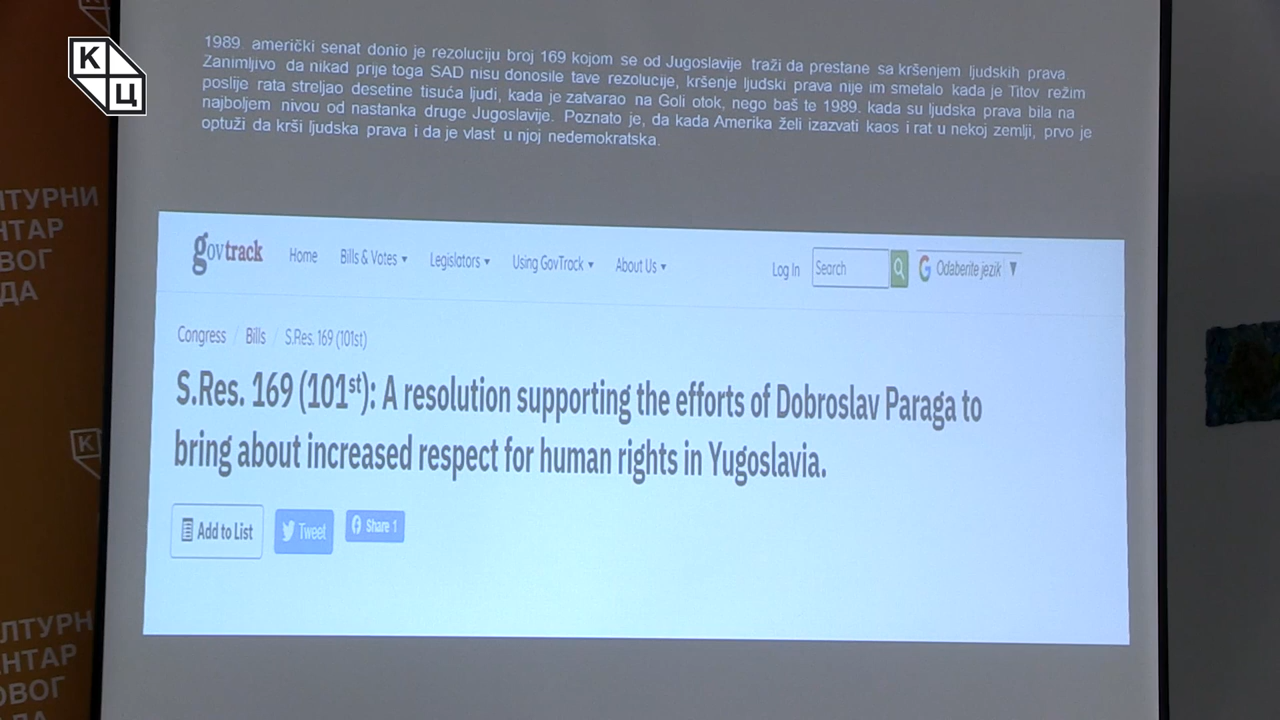 К
Ц
1989. američki senat donio je rezoluciju broj 169 kojom se od Jugoslavije traži da prestane sa kršenjem ljudskih prava.
Zanimljivo da nikad prije toga SAD nisu donosile tave rezolucije, kršenje ljudski prava nije im smetalo kada je Titov režim
poslije rata streljao desetine tisuća ljudi, kada je zatvarao na Goli otok, nego baš te 1989. kada su ljudska prava bila na
najboljem nivou od nastanka druge Jugoslavije. Poznato je, da kada Amerika želi izazvati kaos i rat u nekoj zemlji, prvo je
optuži da krši ljudska prava i da je vlast u njoj nedemokratska.
ЛТУРНИ
НТАР
ВОГ
ДА
govtrack Home Bills & Votes ▾ Legislators ▾ Using GovTrack ▾ About Us ▾ Log In Search G Odaberite jezik ▼
Congress / Bills / S.Res. 169 (101st)
S.Res. 169 (101st): A resolution supporting the efforts of Dobroslav Paraga to
bring about increased respect for human rights in Yugoslavia.
К
Add to List Tweet Share 1
ЛТУРН
НТАР
ОВОГ